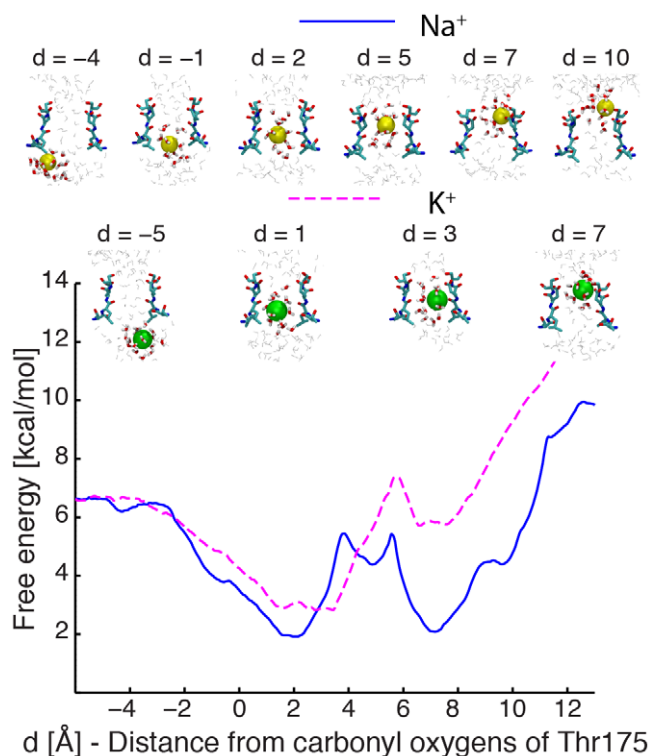 Na⁺
d = −4 d = −1 d = 2 d = 5 d = 7 d = 10
K⁺
d = −5 d = 1 d = 3 d = 7
14
12
10
8
6
4
2
Free energy [kcal/mol]
−4 −2 0 2 4 6 8 10 12
d [Å] - Distance from carbonyl oxygens of Thr175